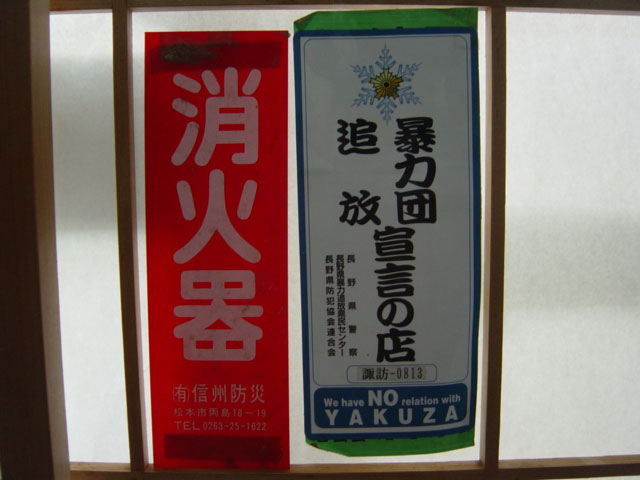 消火器
㈲信州防災
松本市両島18-19
TEL 0263-25-1622
暴力団
追放
宣言の店
長野県警察
長野県暴力追放県民センター
長野県防犯協会連合会
諏訪-0813
We have NO relation with
YAKUZA